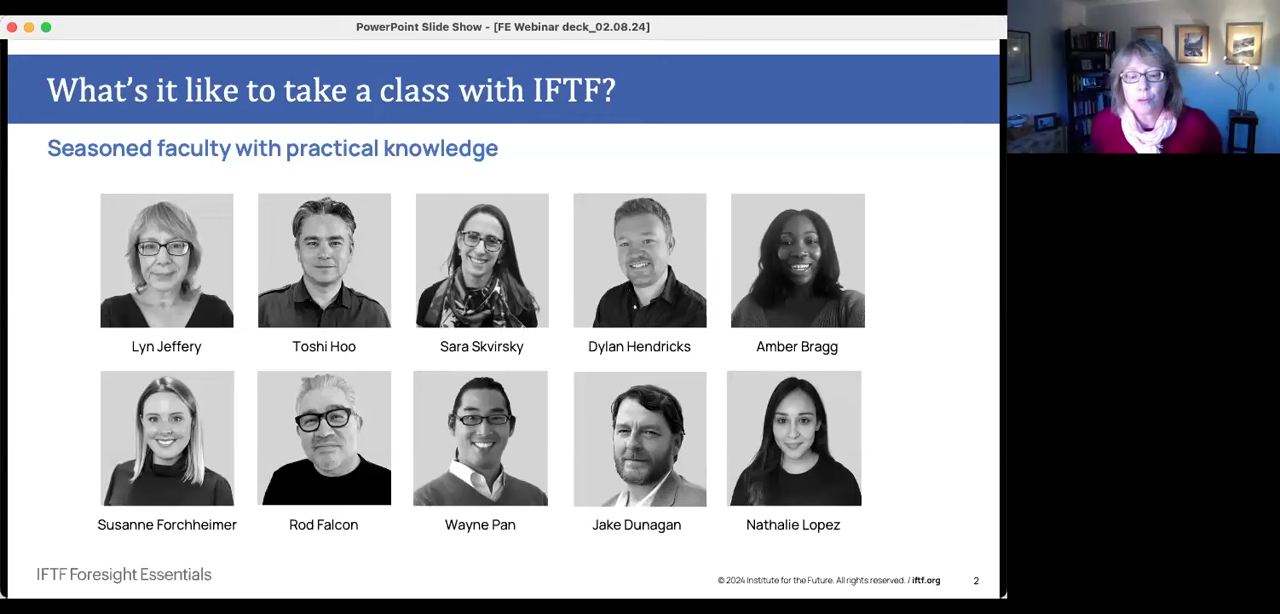 PowerPoint Slide Show - [FE Webinar deck_02.08.24]
What's it like to take a class with IFTF?
Seasoned faculty with practical knowledge
Lyn Jeffery
Toshi Hoo
Sara Skvirsky
Dylan Hendricks
Amber Bragg
Susanne Forchheimer
Rod Falcon
Wayne Pan
Jake Dunagan
Nathalie Lopez
IFTF Foresight Essentials
© 2024 Institute for the Future. All rights reserved. / iftf.org
2